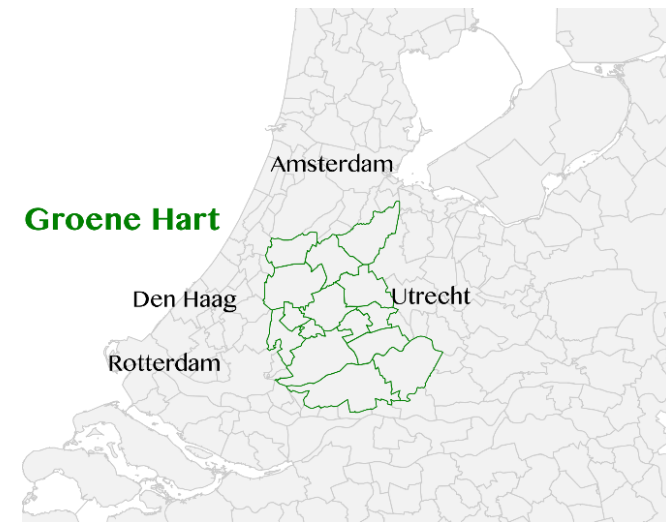 Amsterdam
Groene Hart
Den Haag
Utrecht
Rotterdam